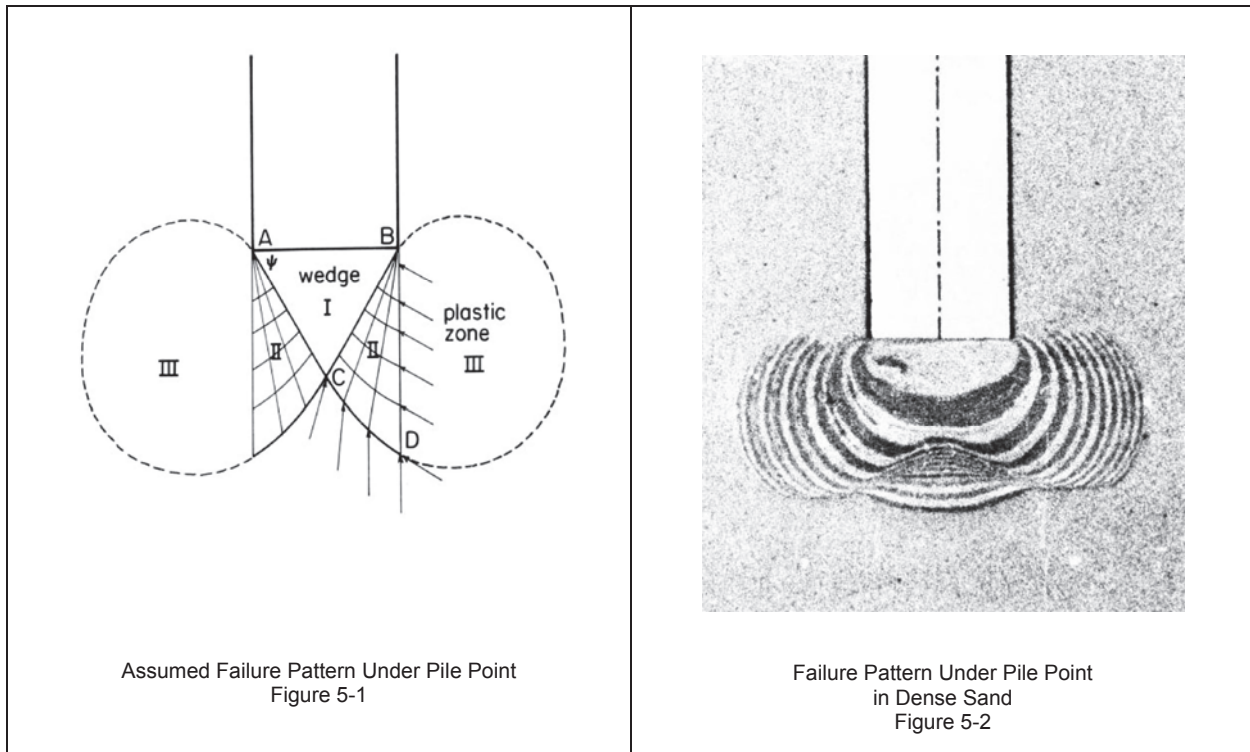 A
B
ψ
wedge
I
plastic
zone
III
II
II
III
C
D
Assumed Failure Pattern Under Pile Point
Figure 5-1
Failure Pattern Under Pile Point
in Dense Sand
Figure 5-2